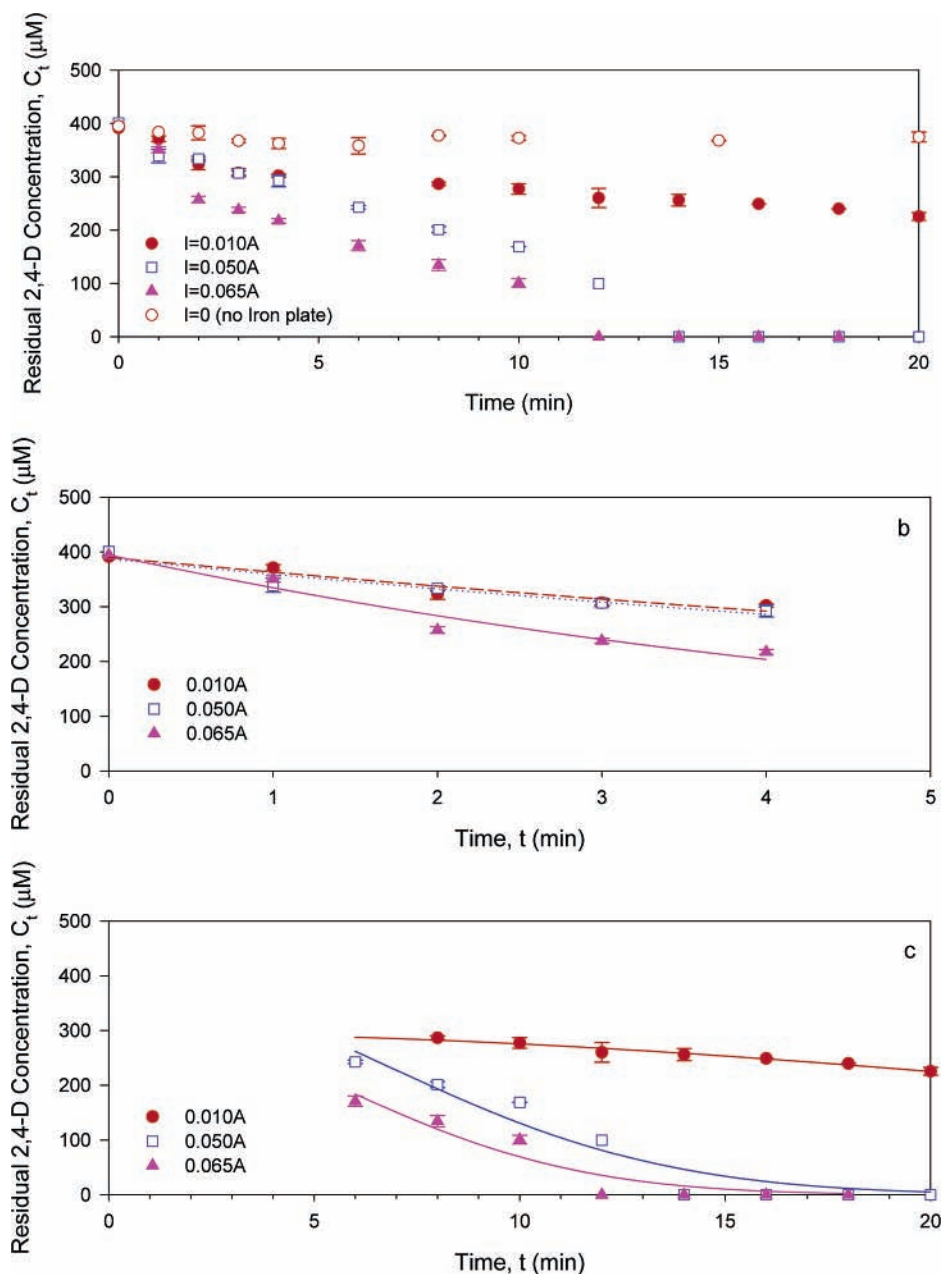 Residual 2,4-D Concentration, Cₜ (μM)
500
400
300
200
100
0
I=0.010A
I=0.050A
I=0.065A
I=0 (no Iron plate)
0 5 10 15 20
Time (min)
Residual 2,4-D Concentration, Cₜ (μM)
500
b
400
300
200
100
0
0.010A
0.050A
0.065A
0 1 2 3 4 5
Time, t (min)
Residual 2,4-D Concentration, Cₜ (μM)
500
c
400
300
200
100
0
0.010A
0.050A
0.065A
0 5 10 15 20
Time, t (min)